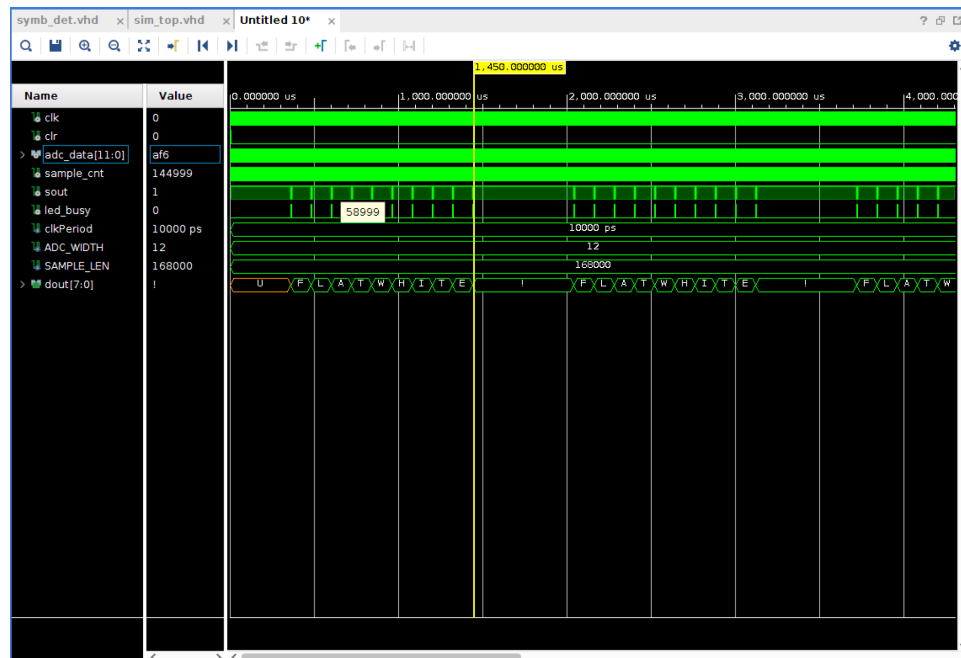 symb_det.vhd × sim_top.vhd × Untitled 10* ×
?
1,450.000000 us
Name Value
0.000000 us 1,000.000000 us 2,000.000000 us 3,000.000000 us 4,000.000
clk 0
clr 0
adc_data[11:0] af6
sample_cnt 144999
sout 1
led_busy 0
58999
clkPeriod 10000 ps 10000 ps
ADC_WIDTH 12 12
SAMPLE_LEN 168000 168000
dout[7:0] ! U F L A T W H I T E ! F L A T W H I T E ! F L A T W